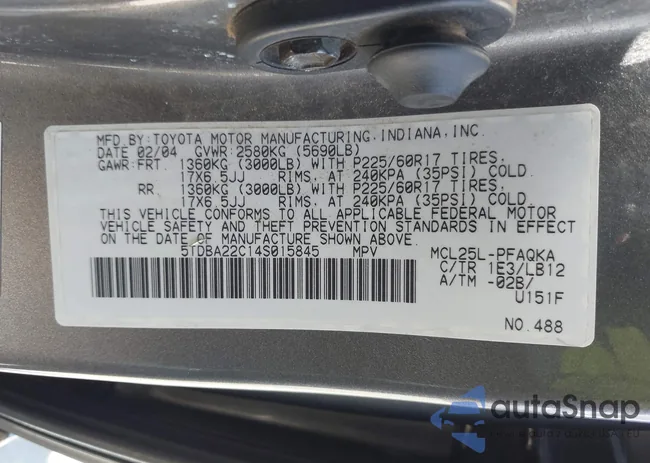 MFD. BY: TOYOTA MOTOR MANUFACTURING, INDIANA, INC.
DATE 02/04 GVWR: 2580KG (5690LB)
GAWR: FRT 1360KG (3000LB) WITH P225/60R17 TIRES.
17X6.5JJ RIMS. AT 240KPA (35PSI) COLD.
RR 1360KG (3000LB) WITH P225/60R17 TIRES.
17X6.5JJ RIMS. AT 240KPA (35PSI) COLD.
THIS VEHICLE CONFORMS TO ALL APPLICABLE FEDERAL MOTOR
VEHICLE SAFETY AND THEFT PREVENTION STANDARDS IN EFFECT
ON DATE OF MANUFACTURE SHOWN ABOVE.
5TDBA22C14S015845 MPV MCL25L-PFAQKA
C/TR 1E3/LB12
A/TM -02B/
U151F
NO.488
autoSnap